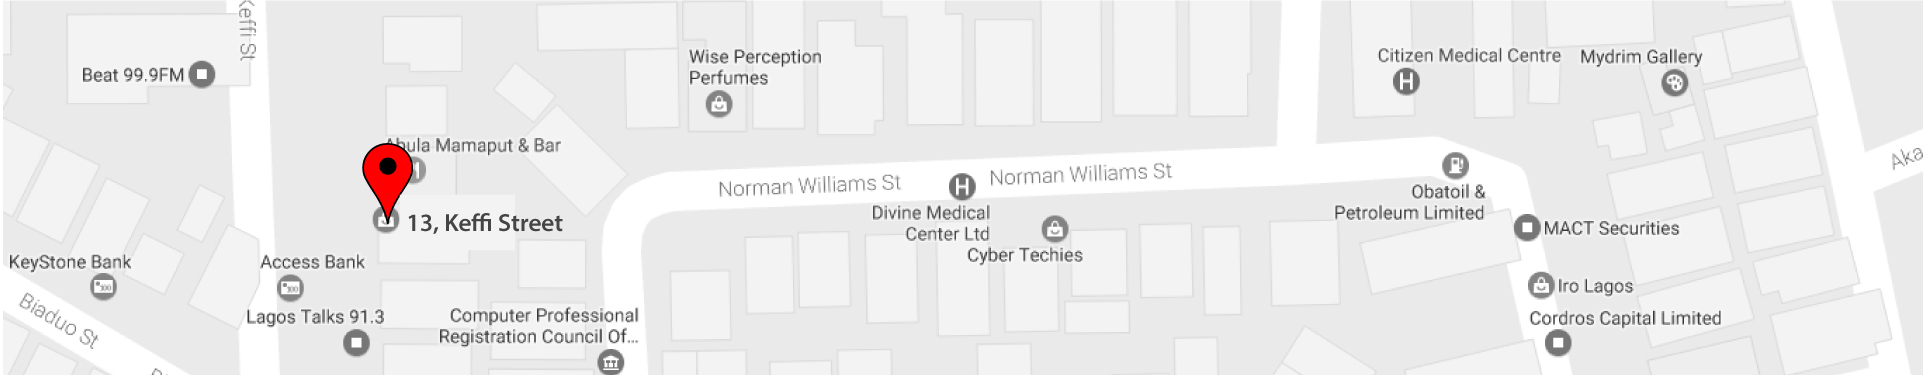 Keffi St
Beat 99.9FM
Wise Perception
Perfumes
Citizen Medical Centre
Mydrim Gallery
Abula Mamaput & Bar
Norman Williams St
Norman Williams St
13, Keffi Street
Divine Medical
Center Ltd
Cyber Techies
Obatoil &
Petroleum Limited
MACT Securities
Aka
KeyStone Bank
Access Bank
Biaduo St
Lagos Talks 91.3
Computer Professional
Registration Council Of...
Iro Lagos
Cordros Capital Limited